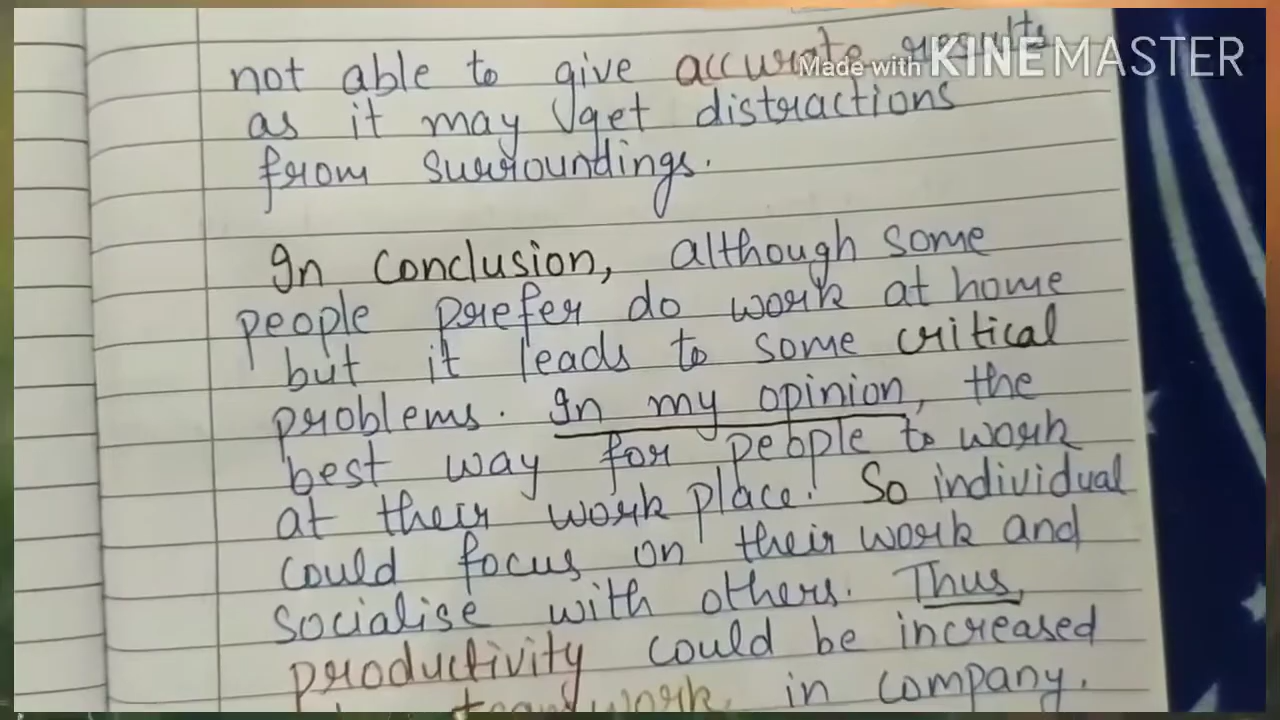 not able to give accurate results
Made with KINEMASTER
as it may get distractions
from surroundings.
In conclusion, although some
people prefer do work at home
but it leads to some critical
problems. In my opinion, the
best way for people to work
at their work place. So individual
could focus on their work and
socialise with others. Thus,
productivity could be increased
teamwork in company.